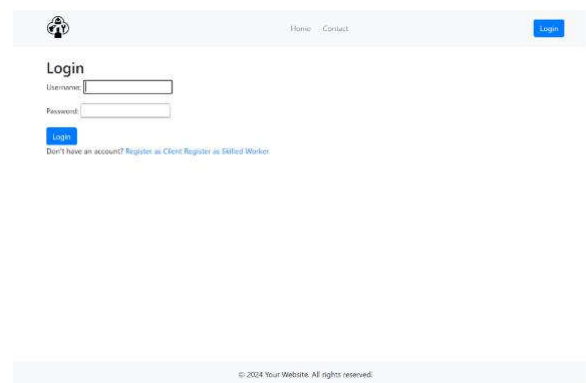 Home Contact Login
Login
Username:
Password:
Login
Don't have an account? Register as Client Register as Skilled Worker
© 2024 Your Website. All rights reserved.